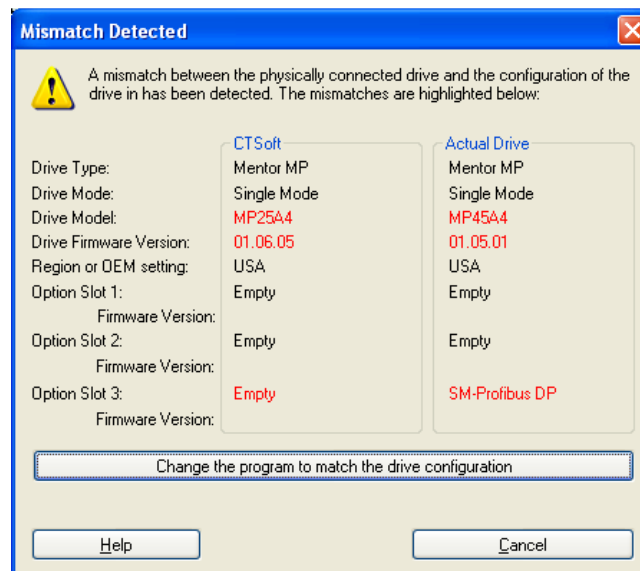 Mismatch Detected
A mismatch between the physically connected drive and the configuration of the
drive in has been detected. The mismatches are highlighted below:
CTSoft Actual Drive
Drive Type: Mentor MP Mentor MP
Drive Mode: Single Mode Single Mode
Drive Model: MP25A4 MP45A4
Drive Firmware Version: 01.06.05 01.05.01
Region or OEM setting: USA USA
Option Slot 1: Empty Empty
Firmware Version:
Option Slot 2: Empty Empty
Firmware Version:
Option Slot 3: Empty SM-Profibus DP
Firmware Version:
Change the program to match the drive configuration
Help Cancel